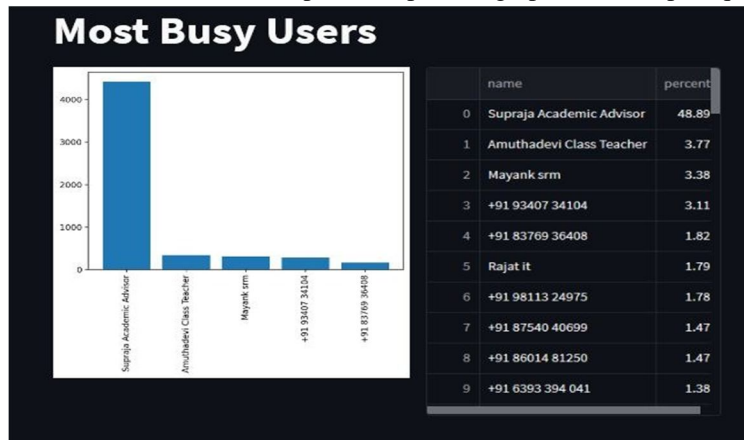 Most Busy Users
4000
3000
2000
1000
0
Supraja Academic Advisor
Amuthadevi Class Teacher
Mayank srm
+91 93407 34104
+91 83769 36408
name percent
0 Supraja Academic Advisor 48.89
1 Amuthadevi Class Teacher 3.77
2 Mayank srm 3.38
3 +91 93407 34104 3.11
4 +91 83769 36408 1.82
5 Rajat it 1.79
6 +91 98113 24975 1.78
7 +91 87540 40699 1.47
8 +91 86014 81250 1.47
9 +91 6393 394 041 1.38